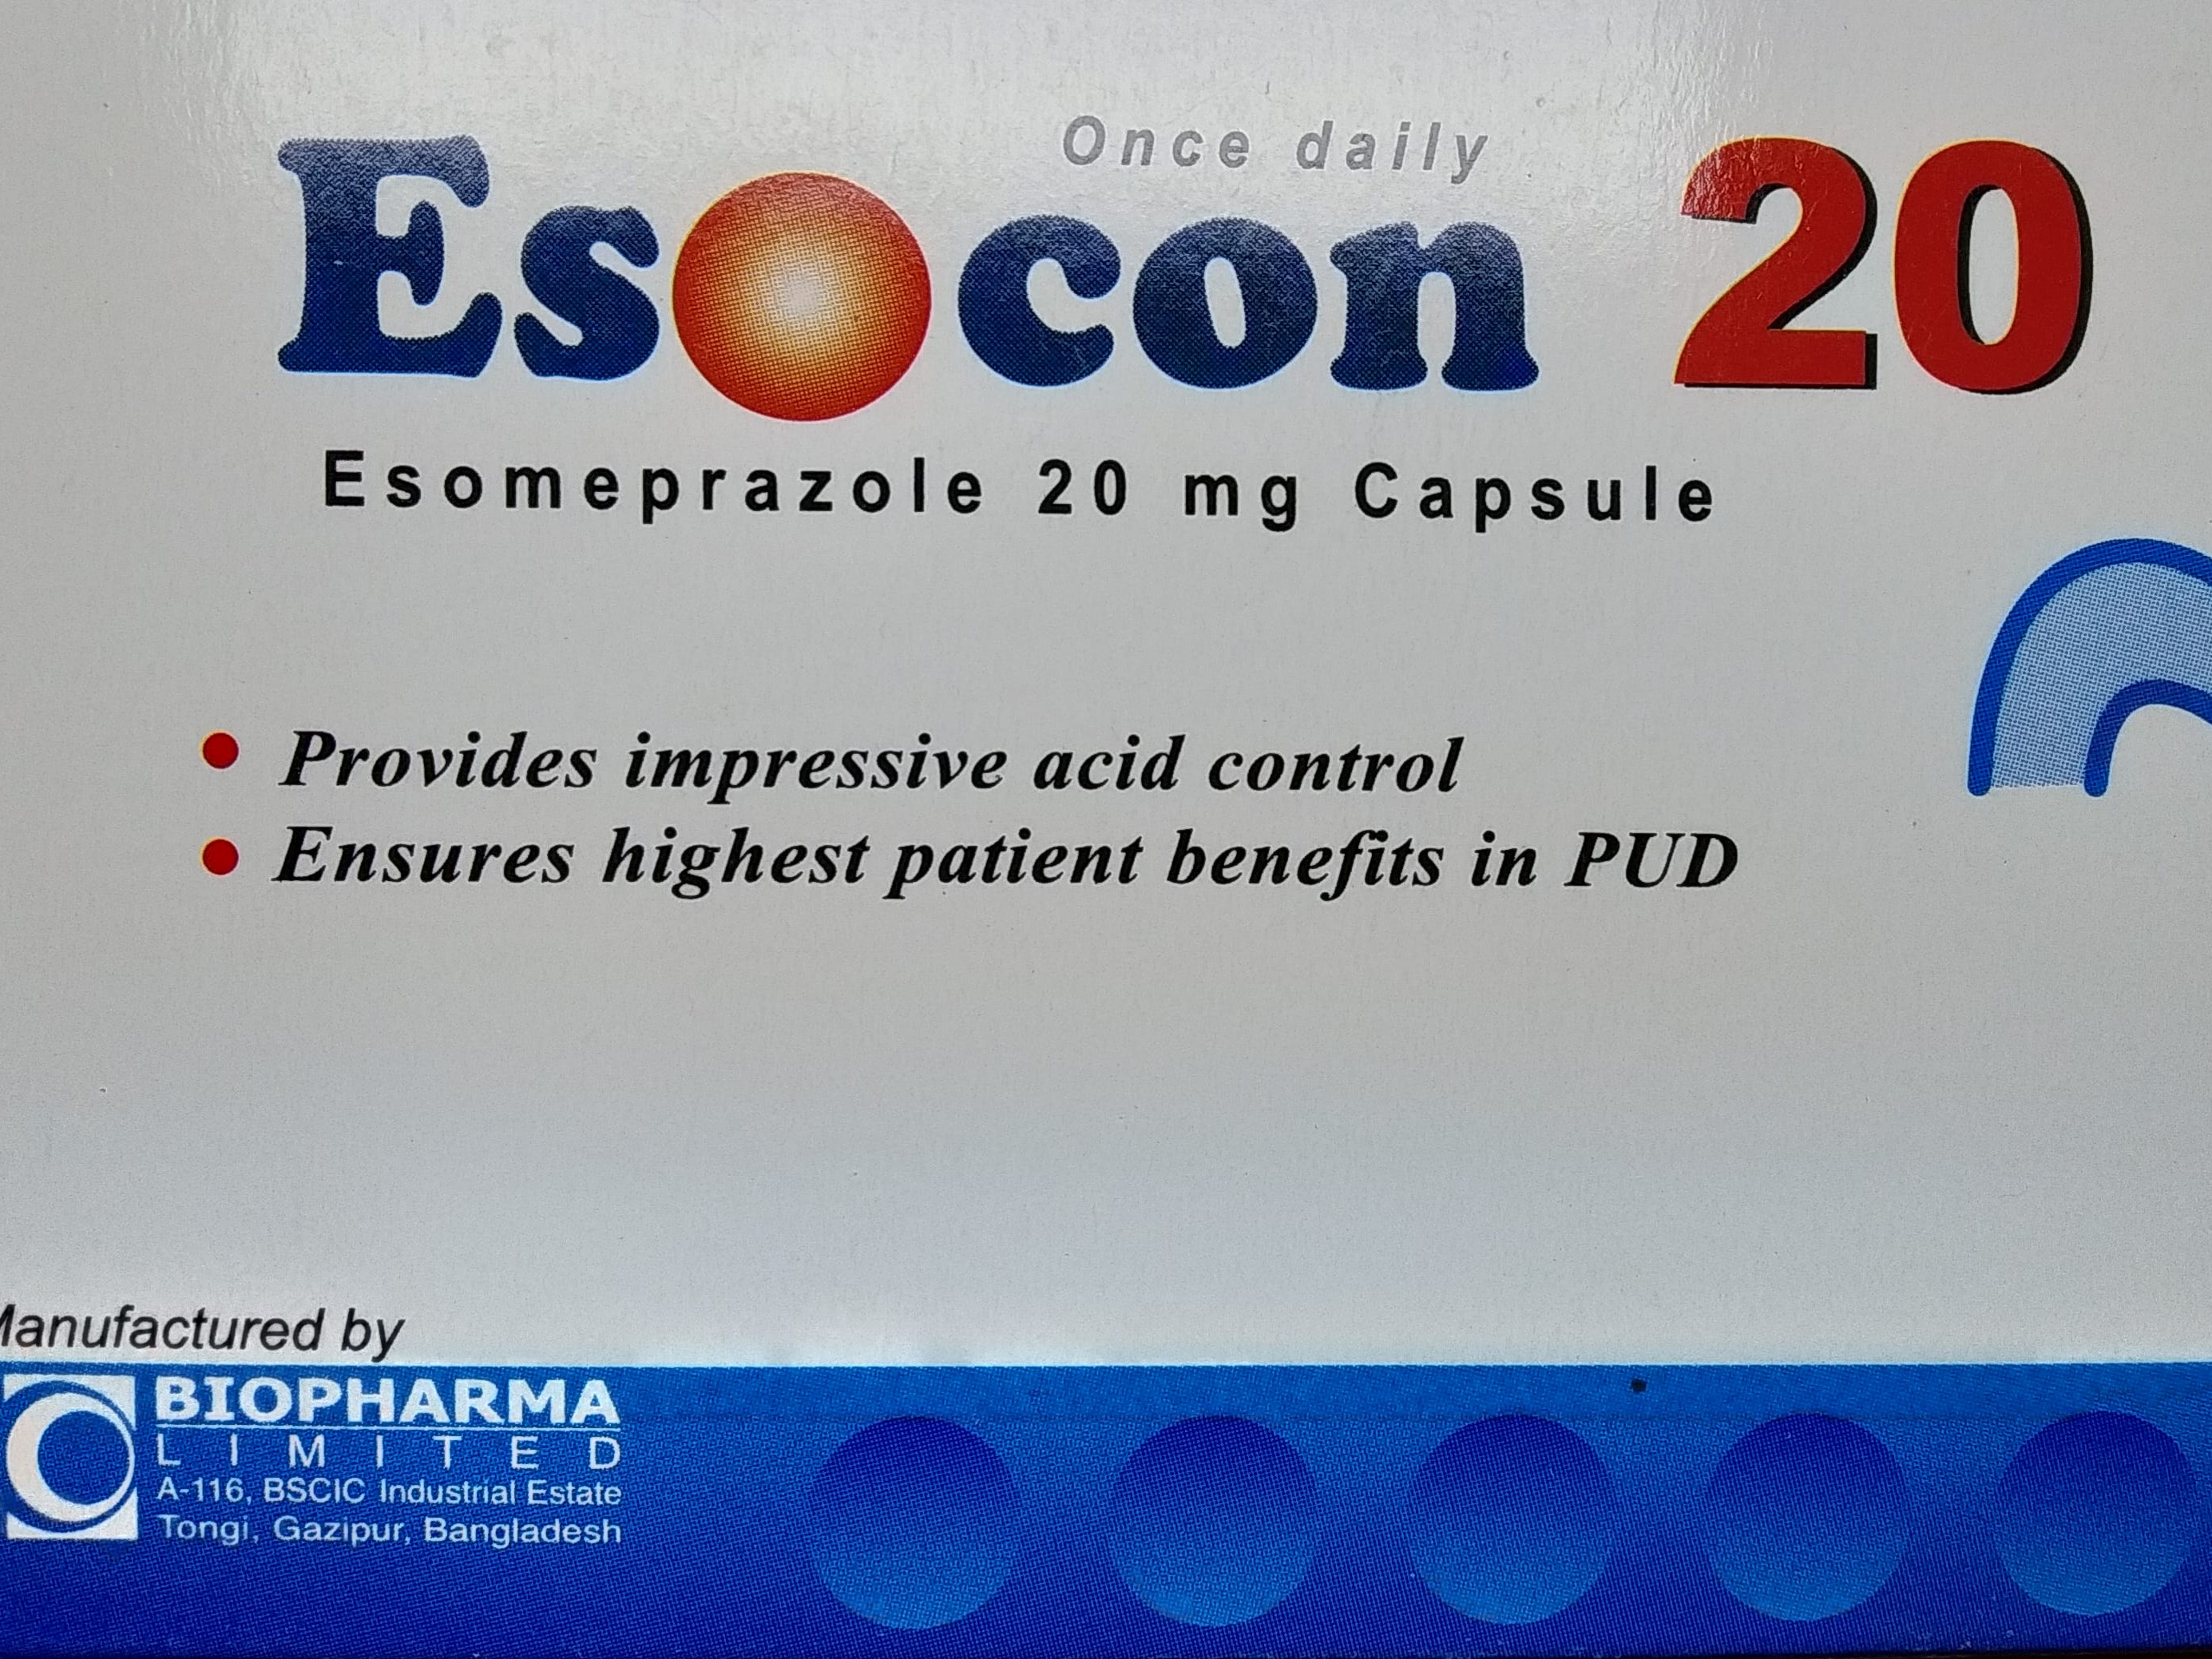 Once daily
Esocon 20
Esomeprazole 20 mg Capsule
• Provides impressive acid control
• Ensures highest patient benefits in PUD
Manufactured by
BIOPHARMA
LIMITED
A-116, BSCIC Industrial Estate
Tongi, Gazipur, Bangladesh